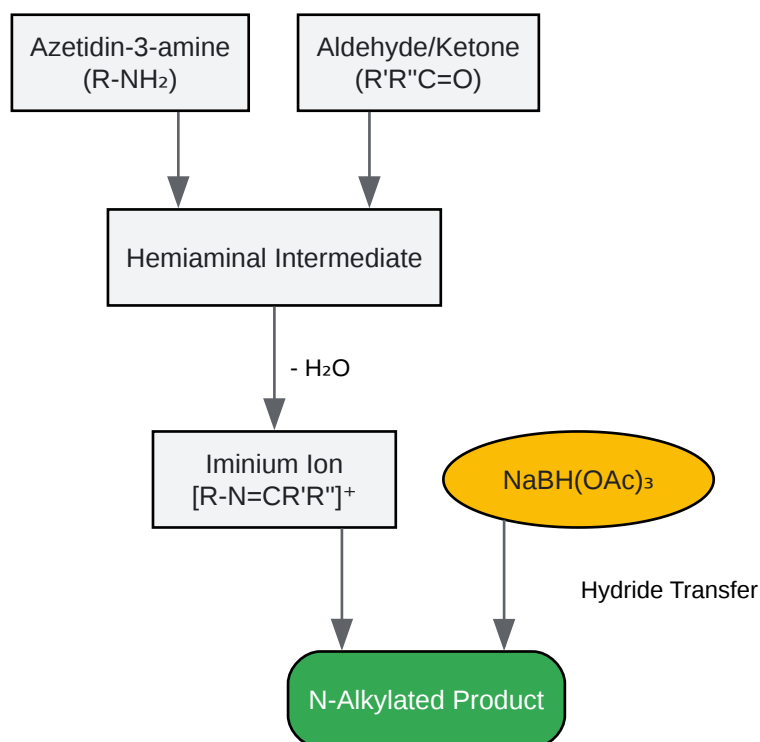 Azetidin-3-amine
(R-NH₂)
Aldehyde/Ketone
(R'R"C=O)
Hemiaminal Intermediate
- H₂O
Iminium Ion
[R-N=CR'R"]⁺
NaBH(OAc)₃
Hydride Transfer
N-Alkylated Product